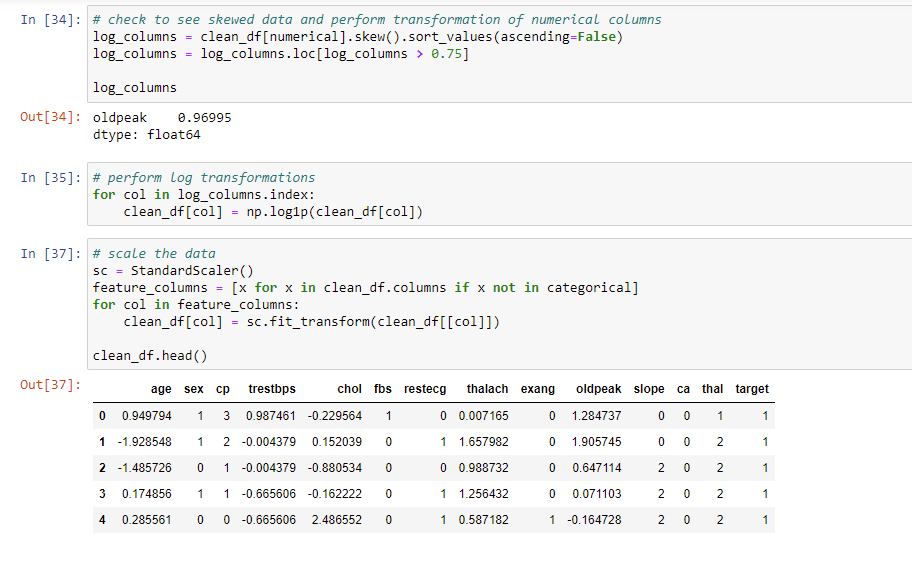 In [34]: # check to see skewed data and perform transformation of numerical columns
log_columns = clean_df[numerical].skew().sort_values(ascending=False)
log_columns = log_columns.loc[log_columns > 0.75]
log_columns
Out[34]: oldpeak    0.96995
dtype: float64
In [35]: # perform log transformations
for col in log_columns.index:
    clean_df[col] = np.log1p(clean_df[col])
In [37]: # scale the data
sc = StandardScaler()
feature_columns = [x for x in clean_df.columns if x not in categorical]
for col in feature_columns:
    clean_df[col] = sc.fit_transform(clean_df[[col]])
clean_df.head()
Out[37]:
age sex cp trestbps chol fbs restecg thalach exang oldpeak slope ca thal target
0 0.949794 1 3 0.987461 -0.229564 1 0 0.007165 0 1.284737 0 0 1 1
1 -1.928548 1 2 -0.004379 0.152039 0 1 1.657982 0 1.905745 0 0 2 1
2 -1.485726 0 1 -0.004379 -0.880534 0 0 0.988732 0 0.647114 2 0 2 1
3 0.174856 1 1 -0.665606 -0.162222 0 1 1.256432 0 0.071103 2 0 2 1
4 0.285561 0 0 -0.665606 2.486552 0 1 0.587182 1 -0.164728 2 0 2 1